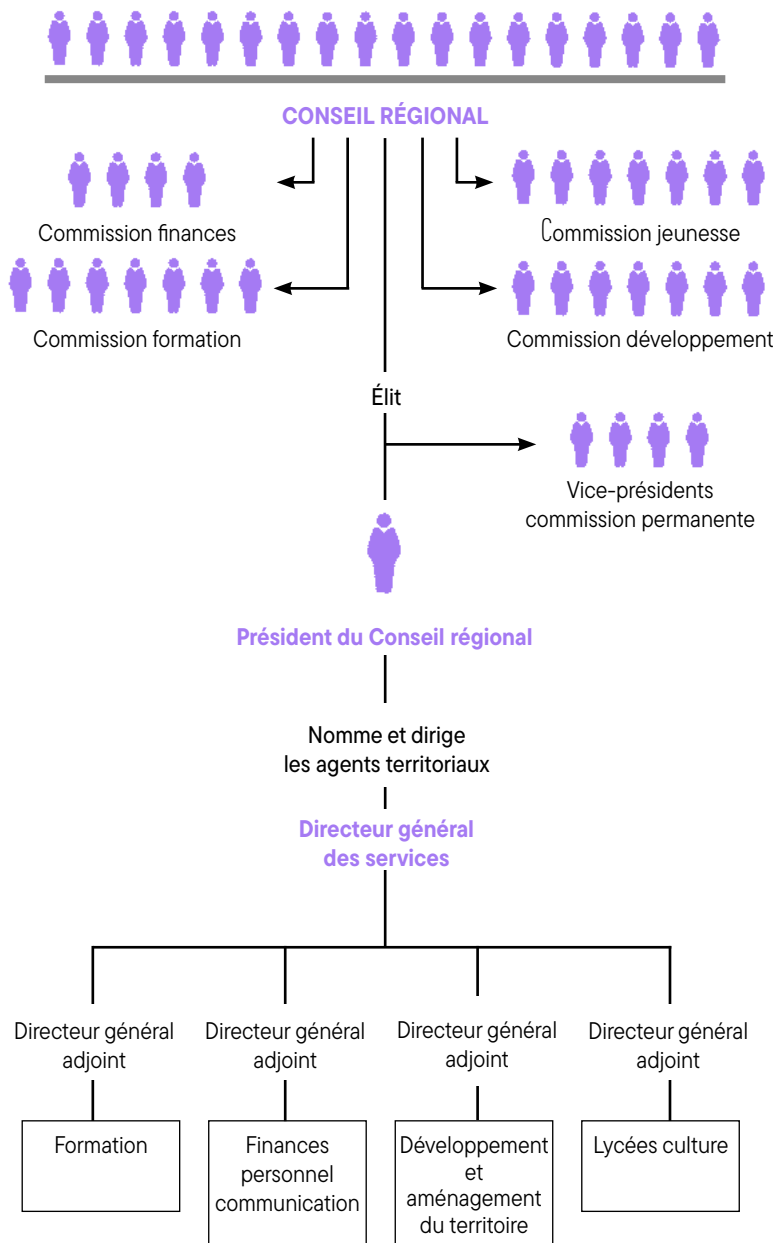 CONSEIL RÉGIONAL
Commission finances
Commission jeunesse
Commission formation
Commission développement
Élit
Vice-présidents
commission permanente
Président du Conseil régional
Nomme et dirige
les agents territoriaux
Directeur général
des services
Directeur général
adjoint
Directeur général
adjoint
Directeur général
adjoint
Directeur général
adjoint
Formation
Finances
personnel
communication
Développement
et
aménagement
du territoire
Lycées culture